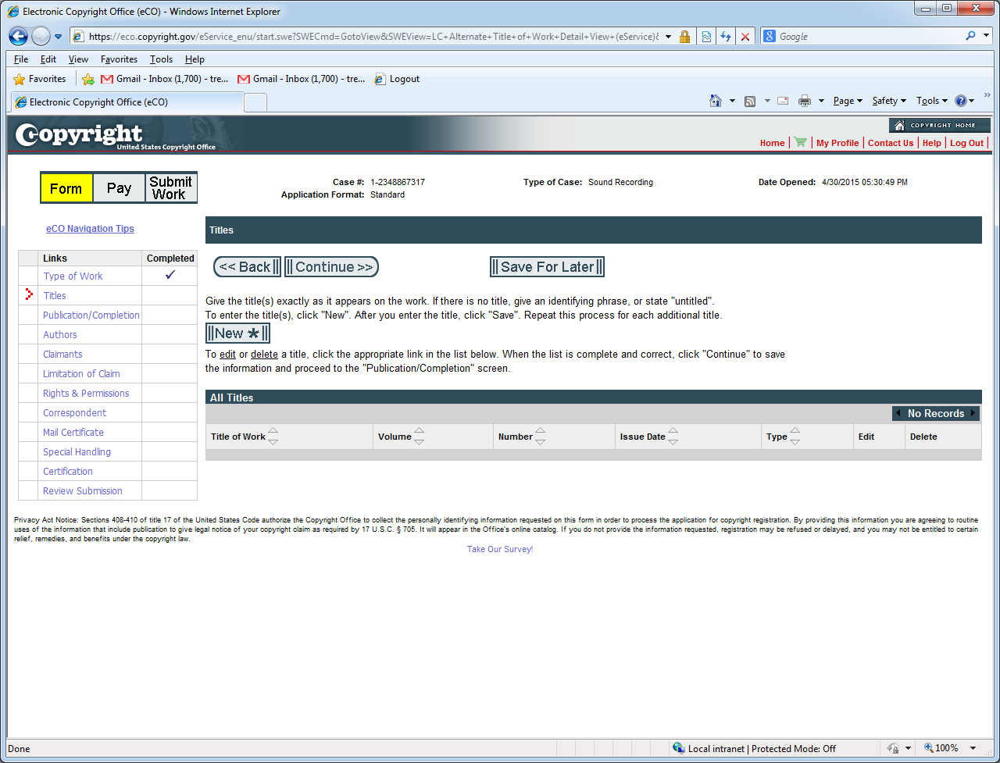 Electronic Copyright Office (eCO) - Windows Internet Explorer
https://eco.copyright.gov/eService_enu/start.swe?SWECmd=GotoView&SWEView=LC+Alternate+Title+of+Work+Detail+View+(eService)&
Google
File Edit View Favorites Tools Help
Favorites Gmail - Inbox (1,700) - tre... Gmail - Inbox (1,700) - tre... Logout
Electronic Copyright Office (eCO)
Page Safety Tools
Copyright
United States Copyright Office
COPYRIGHT HOME
Home My Profile Contact Us Help Log Out
Form Pay Submit Work
Case #: 1-2348867317 Type of Case: Sound Recording Date Opened: 4/30/2015 05:30:49 PM
Application Format: Standard
eCO Navigation Tips
Titles
<< Back Continue >> Save For Later
Links Completed
Type of Work ✓
Titles
Publication/Completion
Authors
Claimants
Limitation of Claim
Rights & Permissions
Correspondent
Mail Certificate
Special Handling
Certification
Review Submission
Give the title(s) exactly as it appears on the work. If there is no title, give an identifying phrase, or state "untitled".
To enter the title(s), click "New". After you enter the title, click "Save". Repeat this process for each additional title.
New *
To edit or delete a title, click the appropriate link in the list below. When the list is complete and correct, click "Continue" to save
the information and proceed to the "Publication/Completion" screen.
All Titles
No Records
Title of Work Volume Number Issue Date Type Edit Delete
Privacy Act Notice: Sections 408-410 of title 17 of the United States Code authorize the Copyright Office to collect the personally identifying information requested on this form in order to process the application for copyright registration. By providing this information you are agreeing to routine
uses of the information that include publication to give legal notice of your copyright claim as required by 17 U.S.C. § 705. It will appear in the Office's online catalog. If you do not provide the information requested, registration may be refused or delayed, and you may not be entitled to certain
relief, remedies, and benefits under the copyright law.
Take Our Survey!
Done
Local intranet | Protected Mode: Off
100%